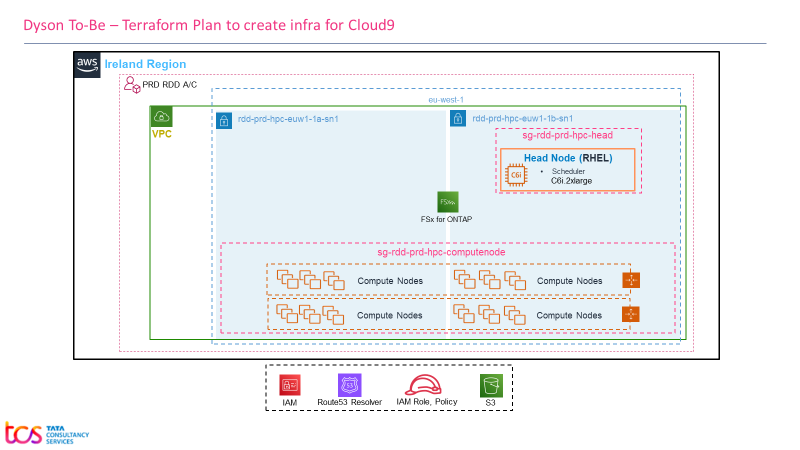 Dyson To-Be – Terraform Plan to create infra for Cloud9
aws
Ireland Region
PRD RDD A/C
eu-west-1
VPC
rdd-prd-hpc-euw1-1a-sn1
rdd-prd-hpc-euw1-1b-sn1
sg-rdd-prd-hpc-head
Head Node (RHEL)
C6i
• Scheduler
C6i.2xlarge
FSx for ONTAP
sg-rdd-prd-hpc-computenode
Compute Nodes
Compute Nodes
Compute Nodes
Compute Nodes
53
IAM
Route53 Resolver
IAM Role, Policy
S3
tcs
TATA
CONSULTANCY
SERVICES